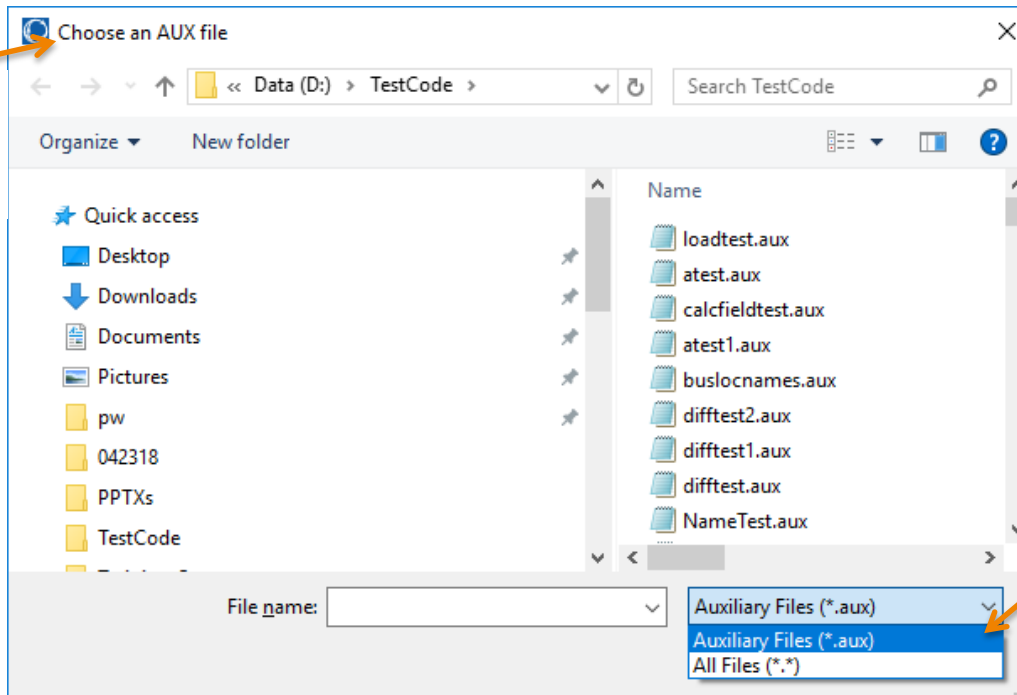 Choose an AUX file
« Data (D:) > TestCode >
Search TestCode
Organize
New folder
?
Quick access
Desktop
Downloads
Documents
Pictures
pw
042318
PPTXs
TestCode
Name
loadtest.aux
atest.aux
calcfieldtest.aux
atest1.aux
buslocnames.aux
difftest2.aux
difftest1.aux
difftest.aux
NameTest.aux
File name:
Auxiliary Files (*.aux)
Auxiliary Files (*.aux)
All Files (*.*)